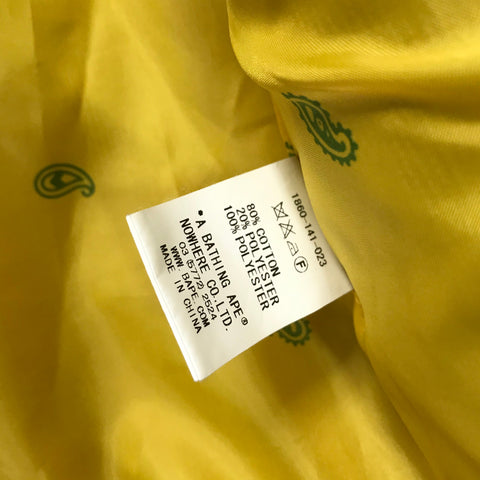 1860-141-023
80% COTTON
20% POLYESTER
100% POLYESTER
* A BATHING APE®
NOWHERE CO.LTD.
03 (5772) 2524
WWW.BAPE.COM
MADE IN CHINA